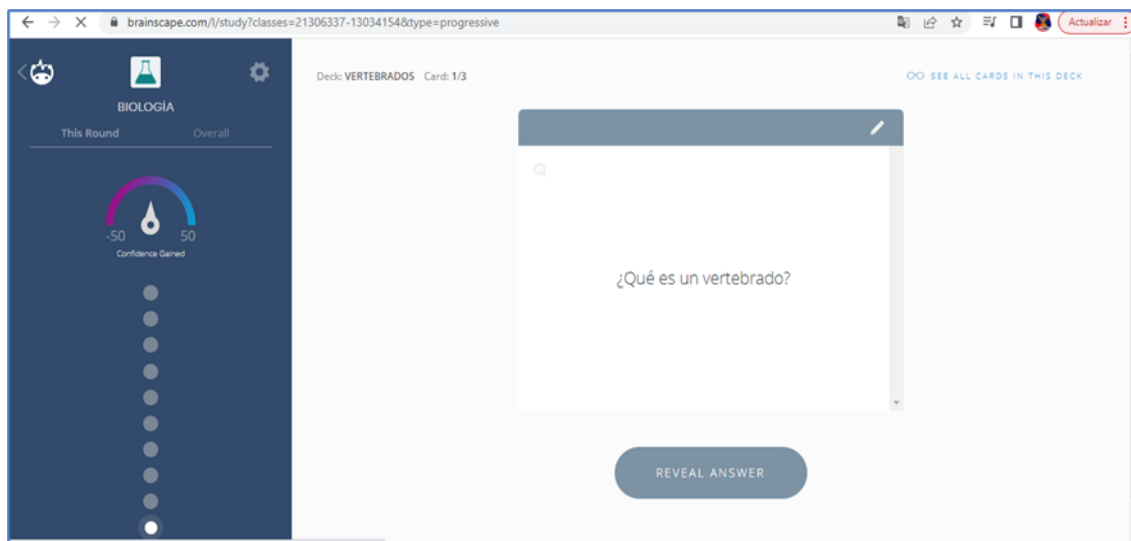 brainscape.com/l/study?classes=21306337-13034154&type=progressive
Actualizar
BIOLOGÍA
This Round Overall
-50 50
Confidence Gained
Deck: VERTEBRADOS Card: 1/3
SEE ALL CARDS IN THIS DECK
Q
¿Qué es un vertebrado?
REVEAL ANSWER